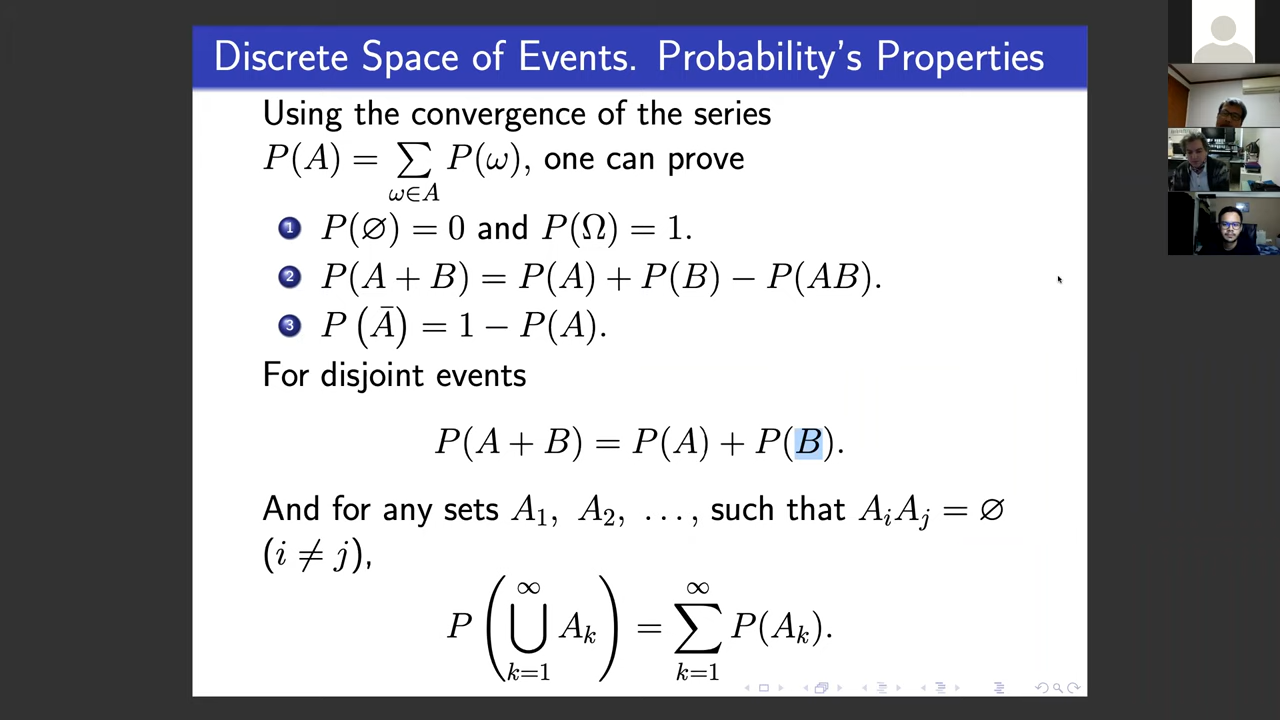 Discrete Space of Events. Probability's Properties
Using the convergence of the series
P(A) = ∑_{ω∈A} P(ω), one can prove
1 P(∅) = 0 and P(Ω) = 1.
2 P(A + B) = P(A) + P(B) − P(AB).
3 P(Ā) = 1 − P(A).
For disjoint events
P(A + B) = P(A) + P(B).
And for any sets A₁, A₂, …, such that AᵢAⱼ = ∅
(i ≠ j),
P(⋃_{k=1}^{∞} Aₖ) = ∑_{k=1}^{∞} P(Aₖ).